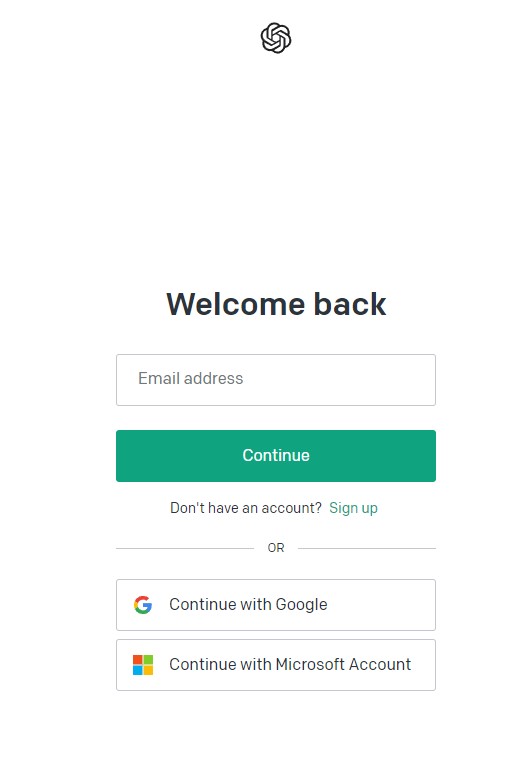 Welcome back
Email address
Continue
Don't have an account? Sign up
OR
Continue with Google
Continue with Microsoft Account